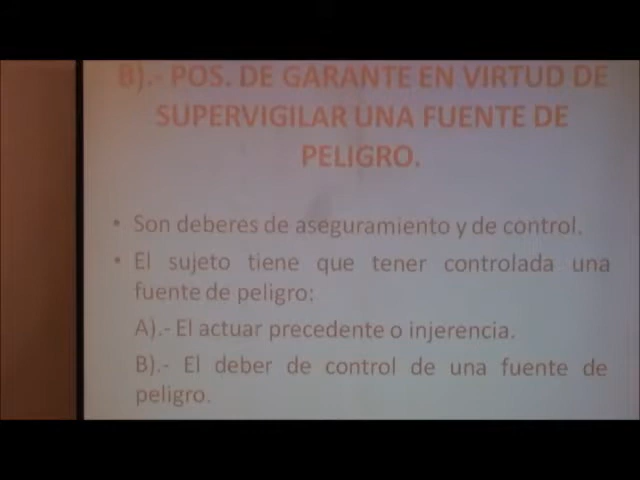 B).- POS. DE GARANTE EN VIRTUD DE
SUPERVIGILAR UNA FUENTE DE
PELIGRO.
• Son deberes de aseguramiento y de control.
• El sujeto tiene que tener controlada una
fuente de peligro:
A).- El actuar precedente o injerencia.
B).- El deber de control de una fuente de
peligro.